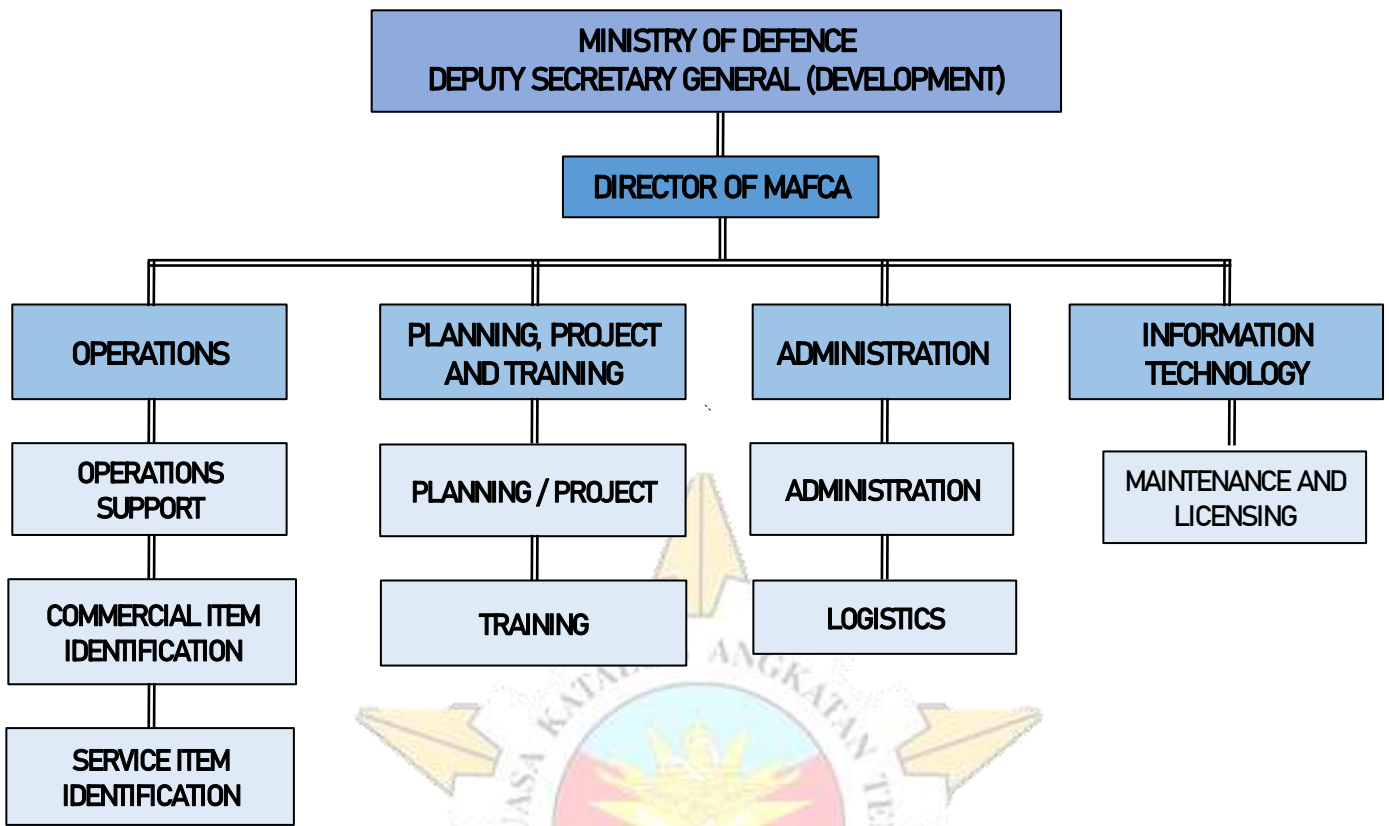 MINISTRY OF DEFENCE
DEPUTY SECRETARY GENERAL (DEVELOPMENT)
DIRECTOR OF MAFCA
OPERATIONS
PLANNING, PROJECT
AND TRAINING
ADMINISTRATION
INFORMATION
TECHNOLOGY
OPERATIONS
SUPPORT
PLANNING / PROJECT
ADMINISTRATION
MAINTENANCE AND
LICENSING
COMMERCIAL ITEM
IDENTIFICATION
TRAINING
LOGISTICS
SERVICE ITEM
IDENTIFICATION
ANGKATAN